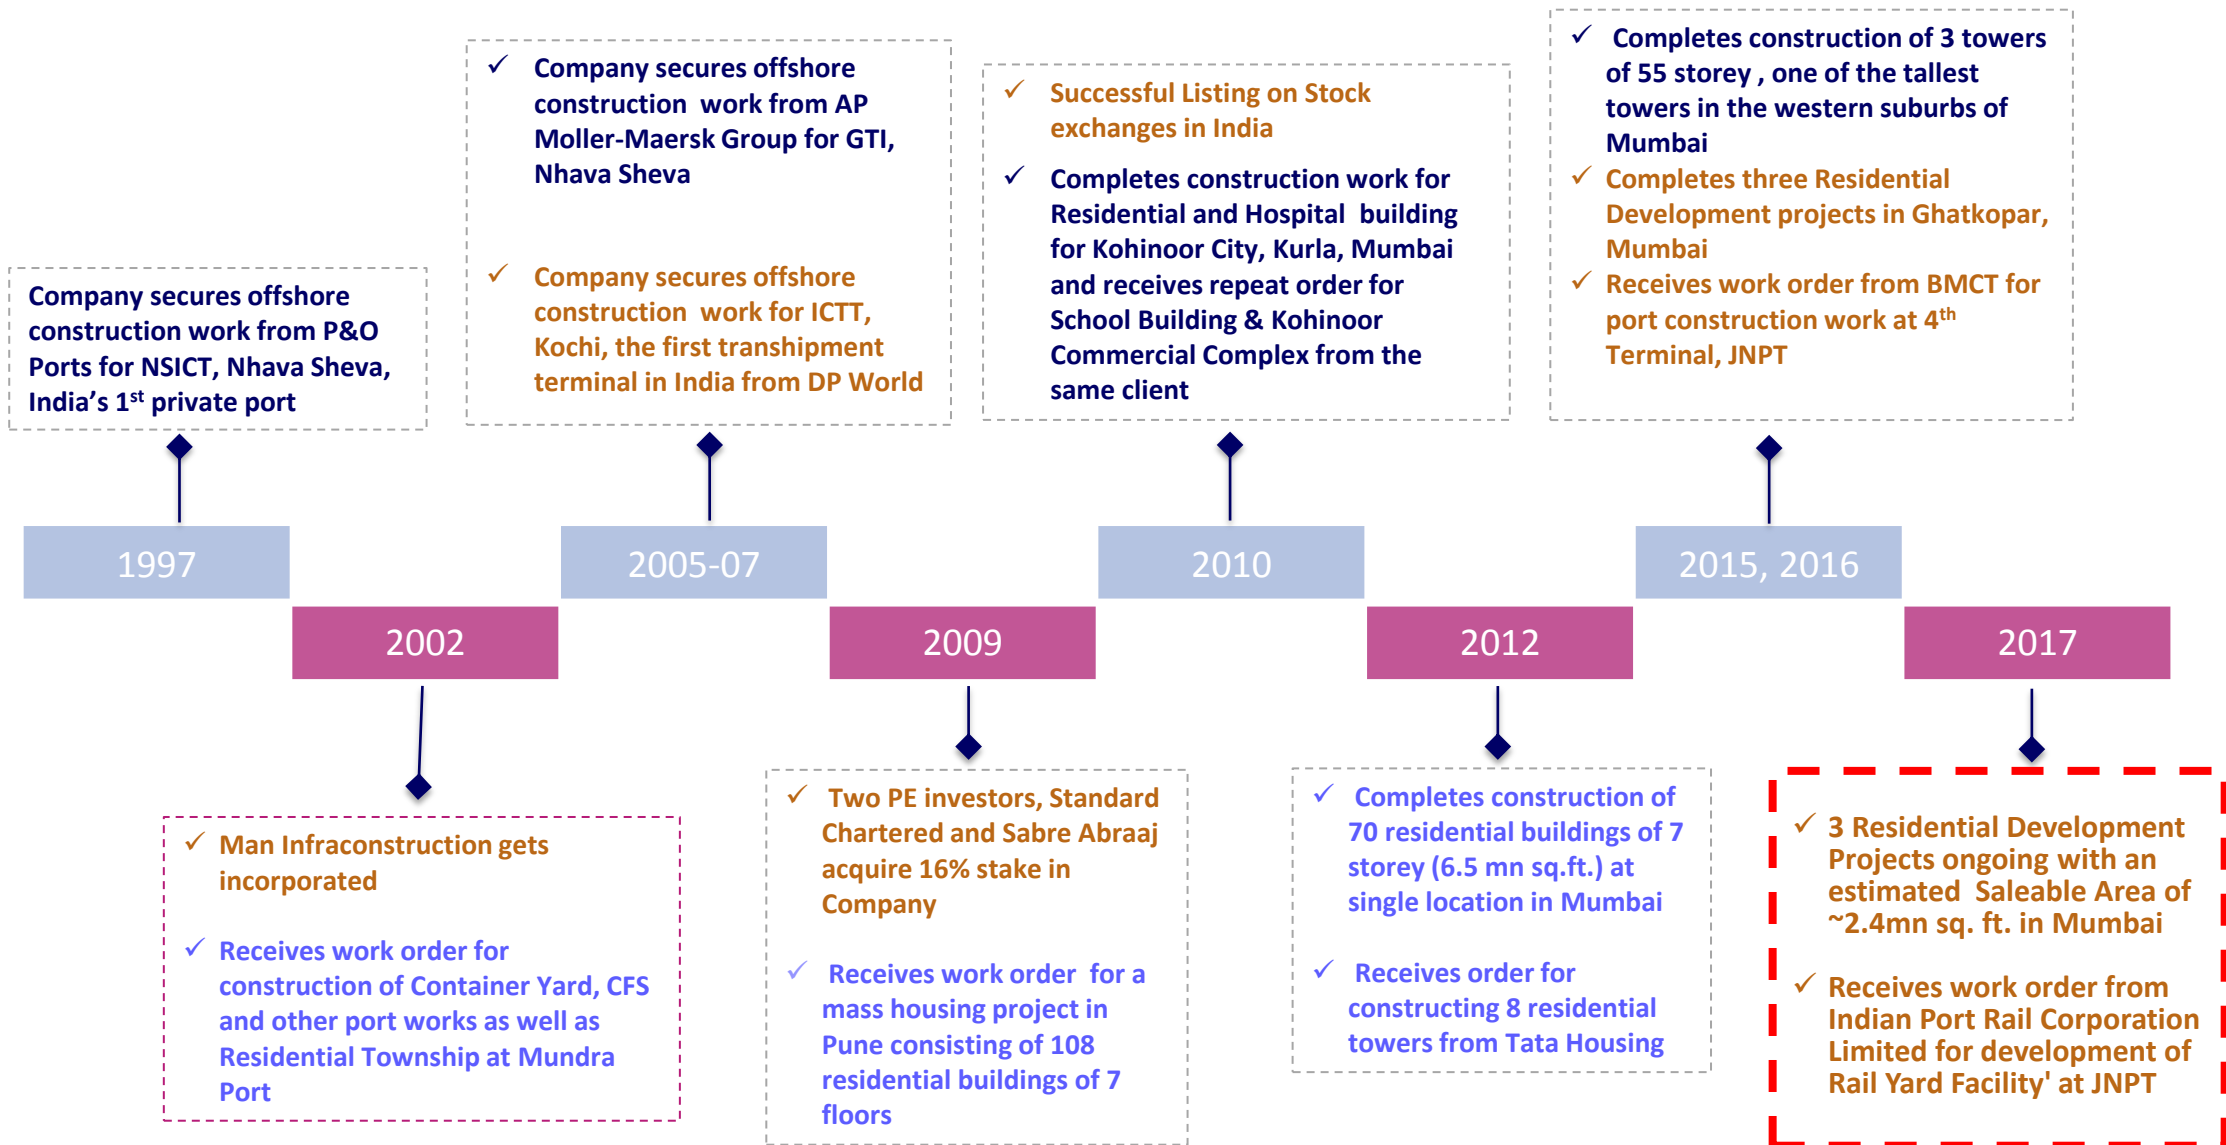 Company secures offshore
construction work from P&O
Ports for NSICT, Nhava Sheva,
India's 1st private port
✓ Company secures offshore
construction work from AP
Moller-Maersk Group for GTI,
Nhava Sheva
✓ Company secures offshore
construction work for ICTT,
Kochi, the first transhipment
terminal in India from DP World
✓ Successful Listing on Stock
exchanges in India
✓ Completes construction work for
Residential and Hospital building
for Kohinoor City, Kurla, Mumbai
and receives repeat order for
School Building & Kohinoor
Commercial Complex from the
same client
✓ Completes construction of 3 towers
of 55 storey , one of the tallest
towers in the western suburbs of
Mumbai
✓ Completes three Residential
Development projects in Ghatkopar,
Mumbai
✓ Receives work order from BMCT for
port construction work at 4th
Terminal, JNPT
1997
2005-07
2010
2015, 2016
2002
2009
2012
2017
✓ Man Infraconstruction gets
incorporated
✓ Receives work order for
construction of Container Yard, CFS
and other port works as well as
Residential Township at Mundra
Port
✓ Two PE investors, Standard
Chartered and Sabre Abraaj
acquire 16% stake in
Company
✓ Receives work order for a
mass housing project in
Pune consisting of 108
residential buildings of 7
floors
✓ Completes construction of
70 residential buildings of 7
storey (6.5 mn sq.ft.) at
single location in Mumbai
✓ Receives order for
constructing 8 residential
towers from Tata Housing
✓ 3 Residential Development
Projects ongoing with an
estimated Saleable Area of
~2.4mn sq. ft. in Mumbai
✓ Receives work order from
Indian Port Rail Corporation
Limited for development of
Rail Yard Facility' at JNPT